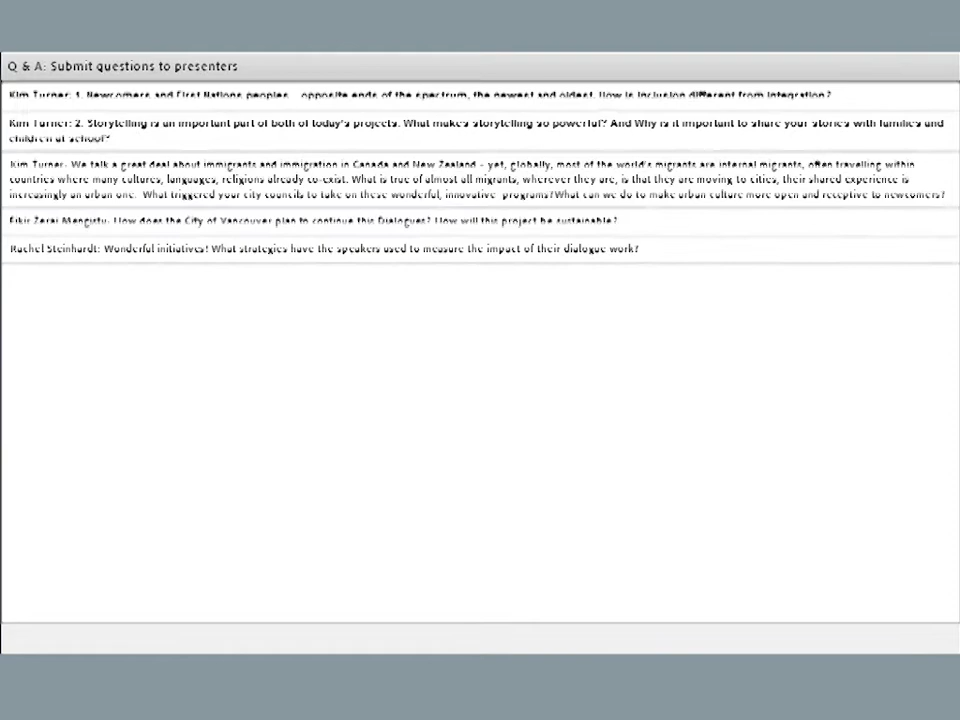 Q & A: Submit questions to presenters
Kim Turner: 1. Newcomers and First Nations peoples opposite ends of the spectrum, the newest and oldest. How is inclusion different from integration?
Kim Turner: 2. Storytelling is an important part of both of today's projects. What makes storytelling so powerful? And Why is it important to share your stories with families and
children at school?
Kim Turner: We talk a great deal about immigrants and immigration in Canada and New Zealand - yet, globally, most of the world's migrants are internal migrants, often travelling within
countries where many cultures, languages, religions already co-exist. What is true of almost all migrants, wherever they are, is that they are moving to cities, their shared experience is
increasingly an urban one. What triggered your city councils to take on these wonderful, innovative programs?What can we do to make urban culture more open and receptive to newcomers?
Fikir Zerai Mengistu: How does the City of Vancouver plan to continue this Dialogues? How will this project be sustainable?
Rachel Steinhardt: Wonderful initiatives! What strategies have the speakers used to measure the impact of their dialogue work?